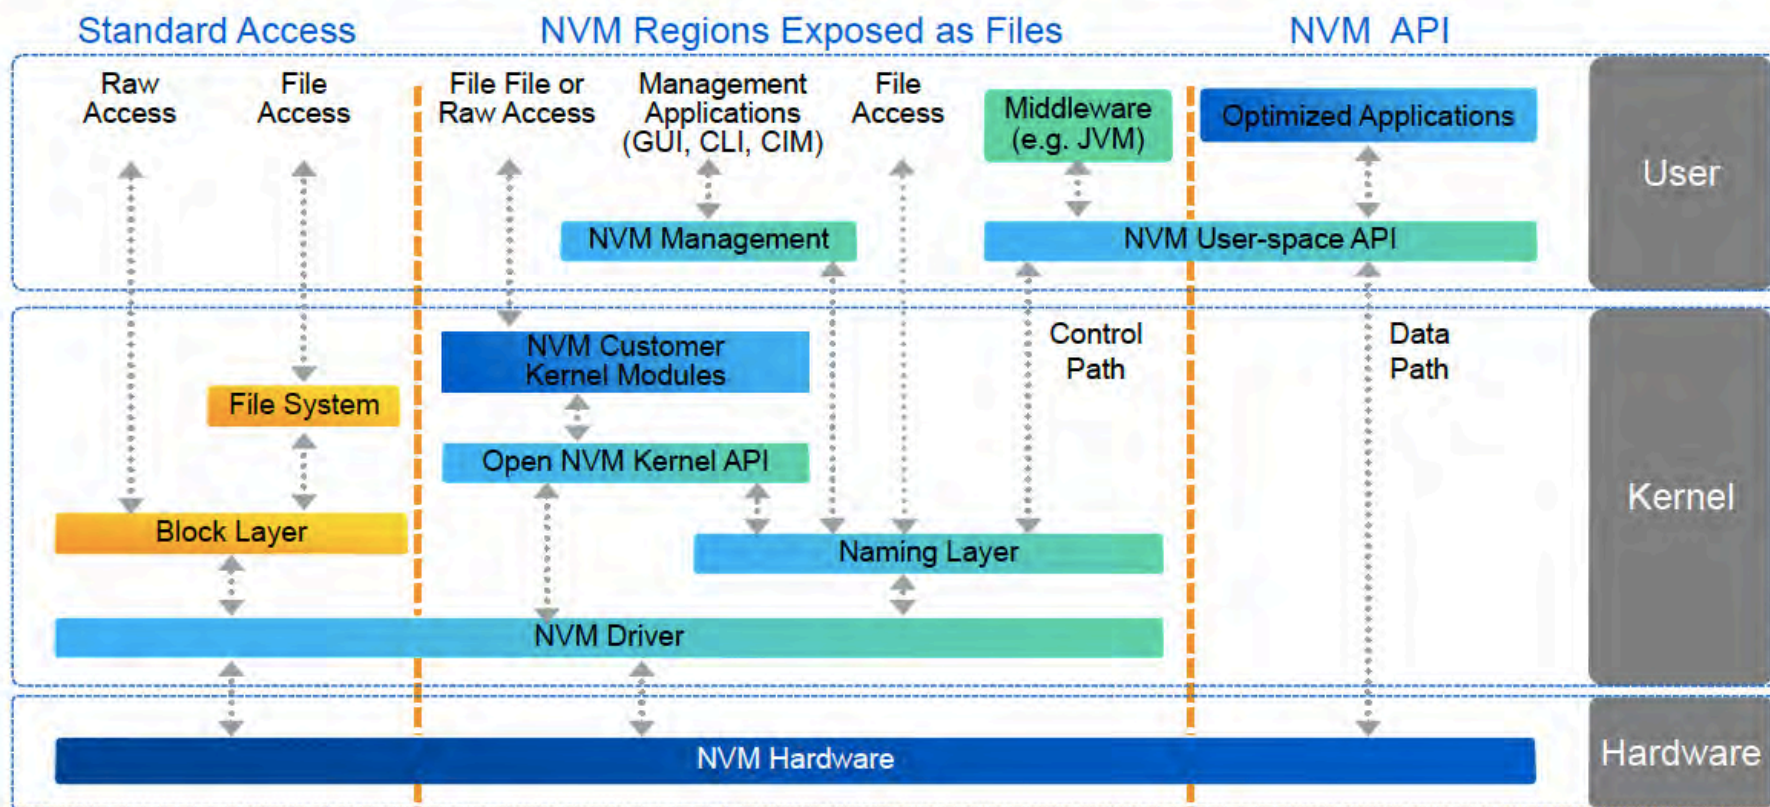 Standard Access
NVM Regions Exposed as Files
NVM API
Raw
Access
File
Access
File File or
Raw Access
Management
Applications
(GUI, CLI, CIM)
File
Access
Middleware
(e.g. JVM)
Optimized Applications
User
NVM Management
NVM User-space API
NVM Customer
Kernel Modules
Control
Path
Data
Path
File System
Open NVM Kernel API
Kernel
Block Layer
Naming Layer
NVM Driver
NVM Hardware
Hardware